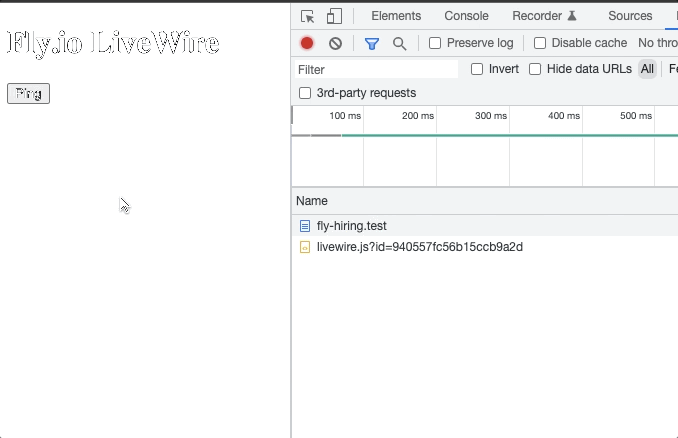 Fly.io LiveWire
Ping
Elements Console Recorder Sources
Preserve log Disable cache No thro
Filter Invert Hide data URLs All Fe
3rd-party requests
100 ms 200 ms 300 ms 400 ms 500 ms
Name
fly-hiring.test
livewire.js?id=940557fc56b15ccb9a2d